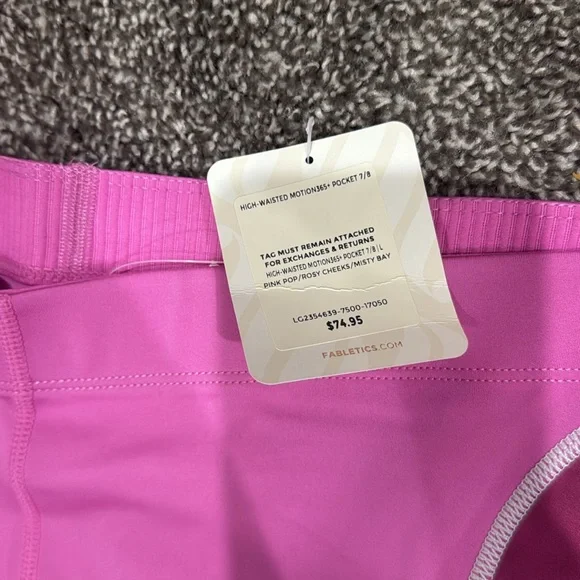 HIGH-WAISTED MOTION365+ POCKET 7/8
TAG MUST REMAIN ATTACHED
FOR EXCHANGES & RETURNS
HIGH-WAISTED MOTION365+ POCKET 7/8 | L
PINK POP/ROSY CHEEKS/MISTY BAY
LG2354639-7500-17050
$74.95
FABLETICS.COM